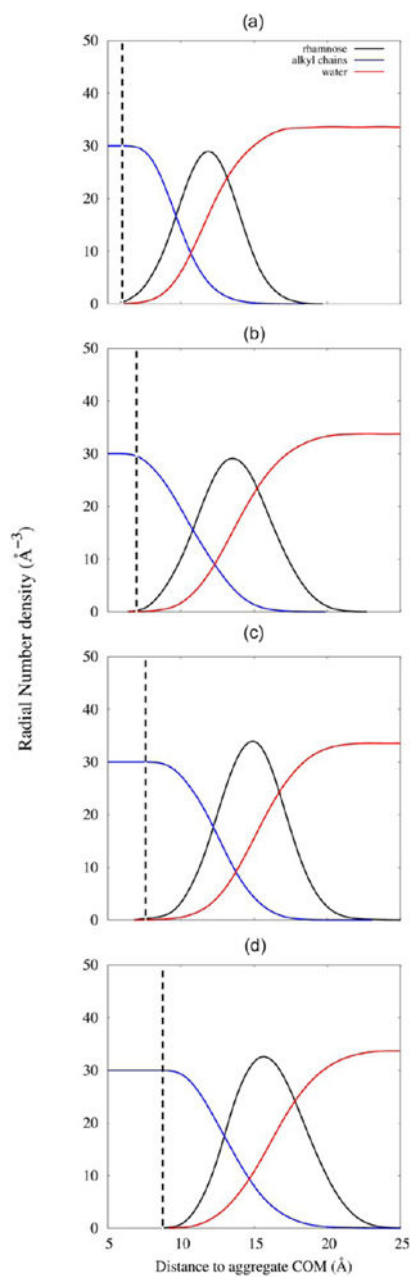 (a)
rhamnose
alkyl chains
water
50
40
30
20
10
0
(b)
50
40
30
20
10
0
(c)
50
40
30
20
10
0
(d)
50
40
30
20
10
0
5 10 15 20 25
Radial Number density (Å⁻³)
Distance to aggregate COM (Å)